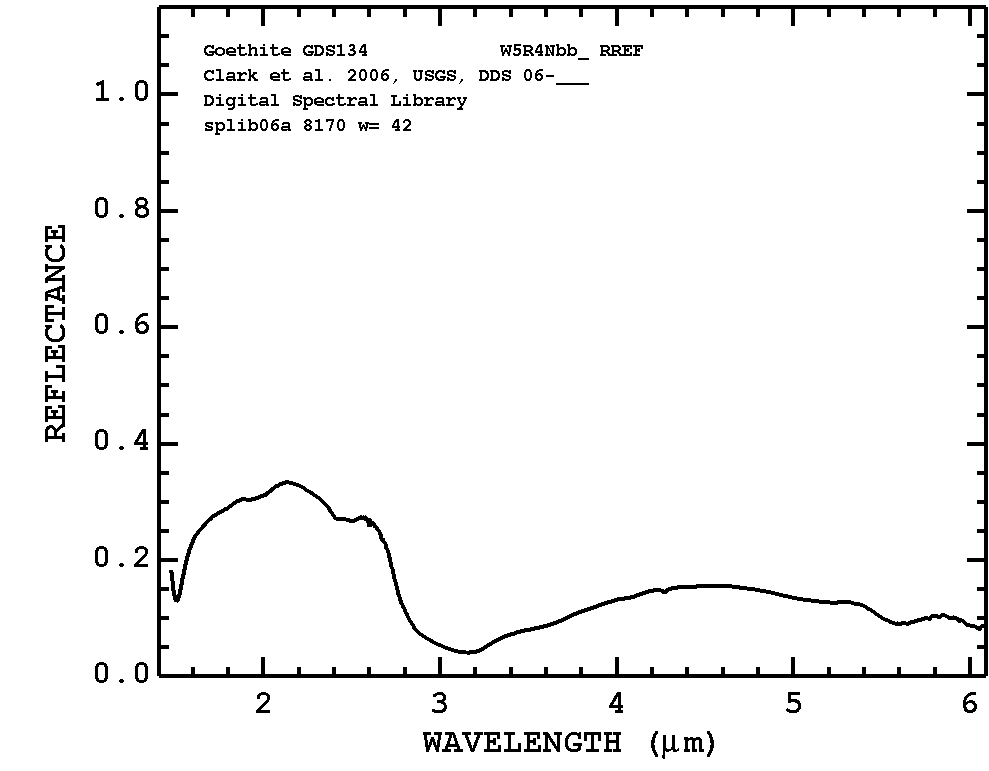 Goethite GDS134 W5R4Nbb_ RREF
Clark et al. 2006, USGS, DDS 06-___
Digital Spectral Library
splib06a 8170 w= 42
1.0
0.8
0.6
0.4
0.2
0.0
REFLECTANCE
2 3 4 5 6
WAVELENGTH (μm)